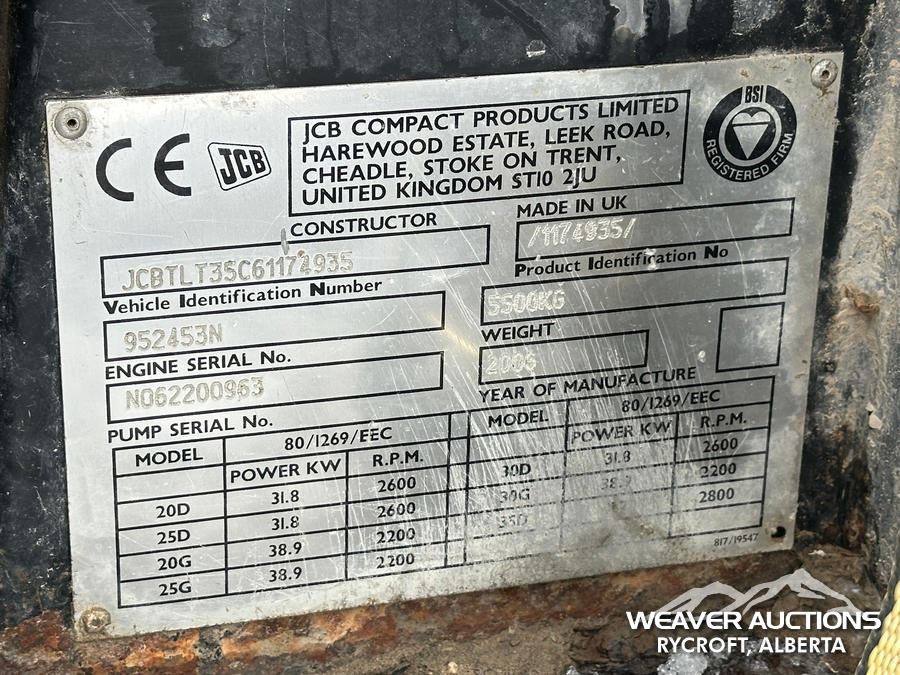 CE
JCB
JCB COMPACT PRODUCTS LIMITED
HAREWOOD ESTATE, LEEK ROAD,
CHEADLE, STOKE ON TRENT,
UNITED KINGDOM ST10 2JU
BSI
REGISTERED FIRM
CONSTRUCTOR
MADE IN UK
JCBTLT35C61174935
/1174935/
Vehicle Identification Number
Product Identification No
952453N
5500KG
ENGINE SERIAL No.
WEIGHT
N062200963
2006
PUMP SERIAL No.
YEAR OF MANUFACTURE
MODEL 80/1269/EEC
POWER KW R.P.M.
20D 31.8 2600
25D 31.8 2600
20G 38.9 2200
25G 38.9 2200
MODEL 80/1269/EEC
POWER KW R.P.M.
30D 31.8 2600
30G 38.9 2200
35D 2800
817/19547
WEAVER AUCTIONS
RYCROFT, ALBERTA